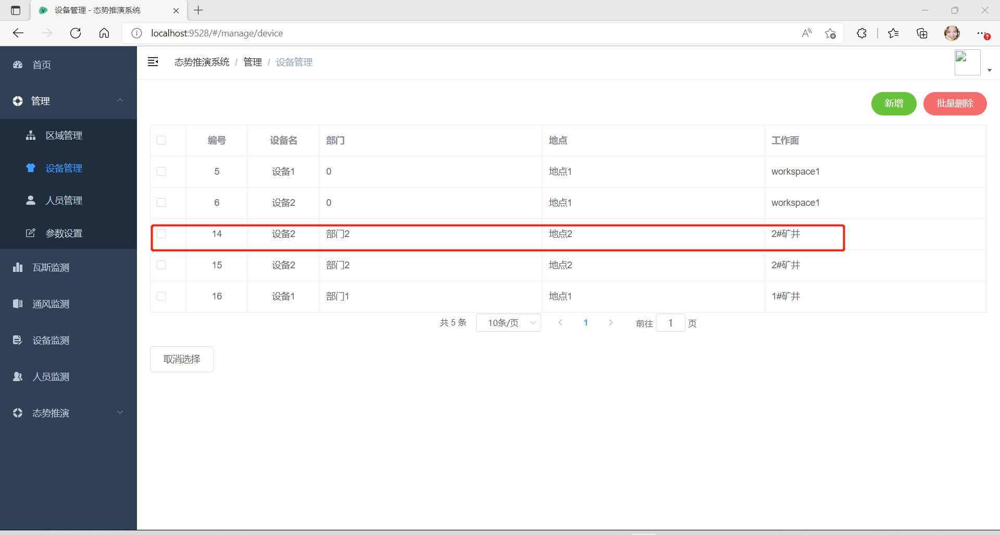 设备管理 - 态势推演系统
localhost:9528/#/manage/device
首页
管理
区域管理
设备管理
人员管理
参数设置
瓦斯监测
通风监测
设备监测
人员监测
态势推演
态势推演系统 / 管理 / 设备管理
新增 批量删除
编号 设备名 部门 地点 工作面
5 设备1 0 地点1 workspace1
6 设备2 0 地点1 workspace1
14 设备2 部门2 地点2 2#矿井
15 设备2 部门2 地点2 2#矿井
16 设备1 部门1 地点1 1#矿井
共 5 条 10条/页 1 前往 1 页
取消选择